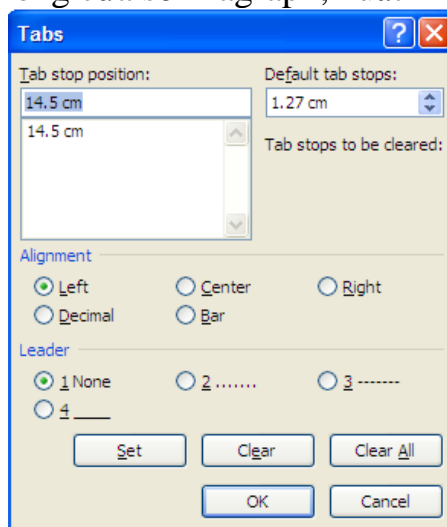 Tabs
Tab stop position:
Default tab stops:
14.5 cm
1.27 cm
14.5 cm
Tab stops to be cleared:
Alignment
Left Center Right
Decimal Bar
Leader
1 None 2 ....... 3 -------
4 ___
Set Clear Clear All
OK Cancel